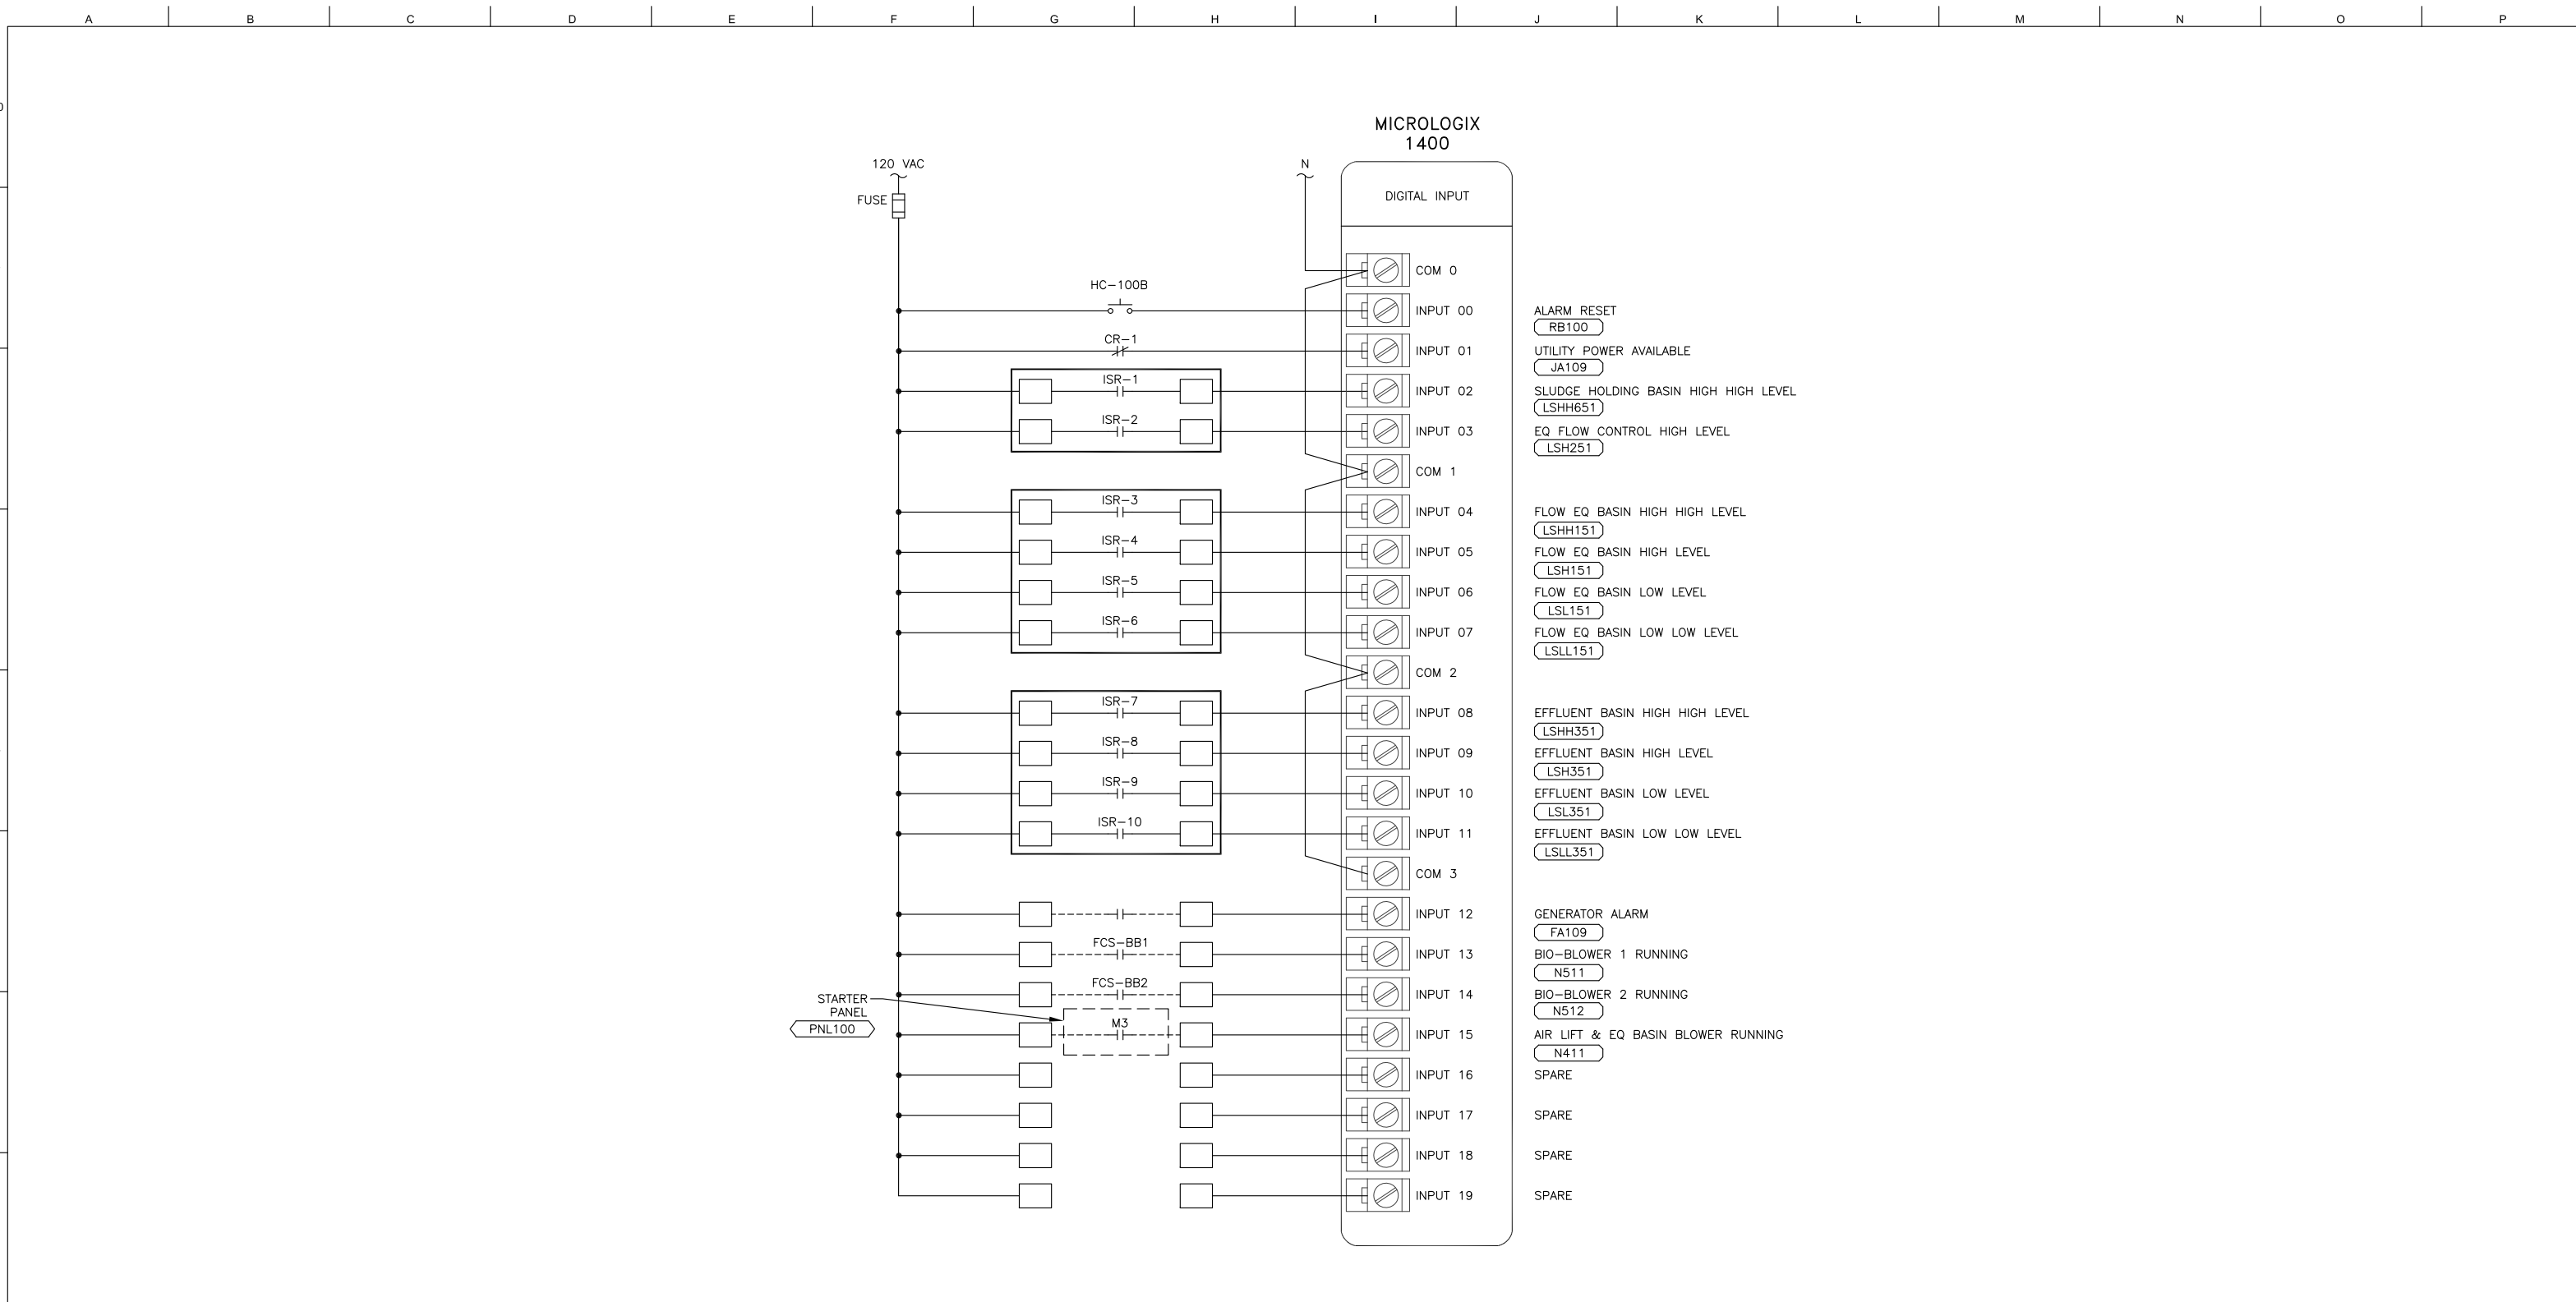 A B C D E F G H I J K L M N O P
MICROLOGIX
1400
120 VAC
N
FUSE
DIGITAL INPUT
COM 0
HC-100B
INPUT 00
ALARM RESET
RB100
CR-1
INPUT 01
UTILITY POWER AVAILABLE
JA109
ISR-1
INPUT 02
SLUDGE HOLDING BASIN HIGH HIGH LEVEL
LSHH651
ISR-2
INPUT 03
EQ FLOW CONTROL HIGH LEVEL
LSH251
COM 1
ISR-3
INPUT 04
FLOW EQ BASIN HIGH HIGH LEVEL
LSHH151
ISR-4
INPUT 05
FLOW EQ BASIN HIGH LEVEL
LSH151
ISR-5
INPUT 06
FLOW EQ BASIN LOW LEVEL
LSL151
ISR-6
INPUT 07
FLOW EQ BASIN LOW LOW LEVEL
LSLL151
COM 2
ISR-7
INPUT 08
EFFLUENT BASIN HIGH HIGH LEVEL
LSHH351
ISR-8
INPUT 09
EFFLUENT BASIN HIGH LEVEL
LSH351
ISR-9
INPUT 10
EFFLUENT BASIN LOW LEVEL
LSL351
ISR-10
INPUT 11
EFFLUENT BASIN LOW LOW LEVEL
LSLL351
COM 3
INPUT 12
GENERATOR ALARM
FA109
FCS-BB1
INPUT 13
BIO-BLOWER 1 RUNNING
N511
FCS-BB2
INPUT 14
BIO-BLOWER 2 RUNNING
N512
STARTER
PANEL
PNL100
M3
INPUT 15
AIR LIFT & EQ BASIN BLOWER RUNNING
N411
INPUT 16
SPARE
INPUT 17
SPARE
INPUT 18
SPARE
INPUT 19
SPARE